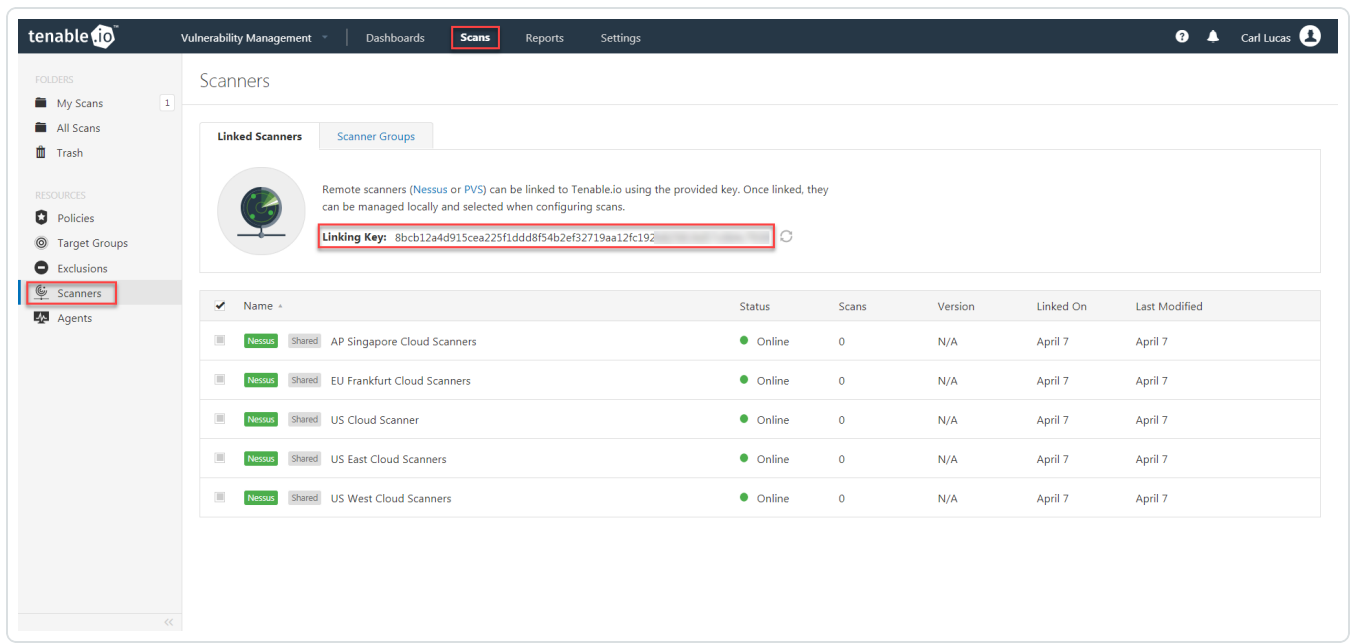 tenable.io™
Vulnerability Management
Dashboards
Scans
Reports
Settings
?
Carl Lucas
FOLDERS
My Scans 1
All Scans
Trash
RESOURCES
Policies
Target Groups
Exclusions
Scanners
Agents
Scanners
Linked Scanners
Scanner Groups
Remote scanners (Nessus or PVS) can be linked to Tenable.io using the provided key. Once linked, they
can be managed locally and selected when configuring scans.
Linking Key: 8bcb12a4d915cea225f1ddd8f54b2ef32719aa12fc192
Name Status Scans Version Linked On Last Modified
Nessus Shared AP Singapore Cloud Scanners Online 0 N/A April 7 April 7
Nessus Shared EU Frankfurt Cloud Scanners Online 0 N/A April 7 April 7
Nessus Shared US Cloud Scanner Online 0 N/A April 7 April 7
Nessus Shared US East Cloud Scanners Online 0 N/A April 7 April 7
Nessus Shared US West Cloud Scanners Online 0 N/A April 7 April 7